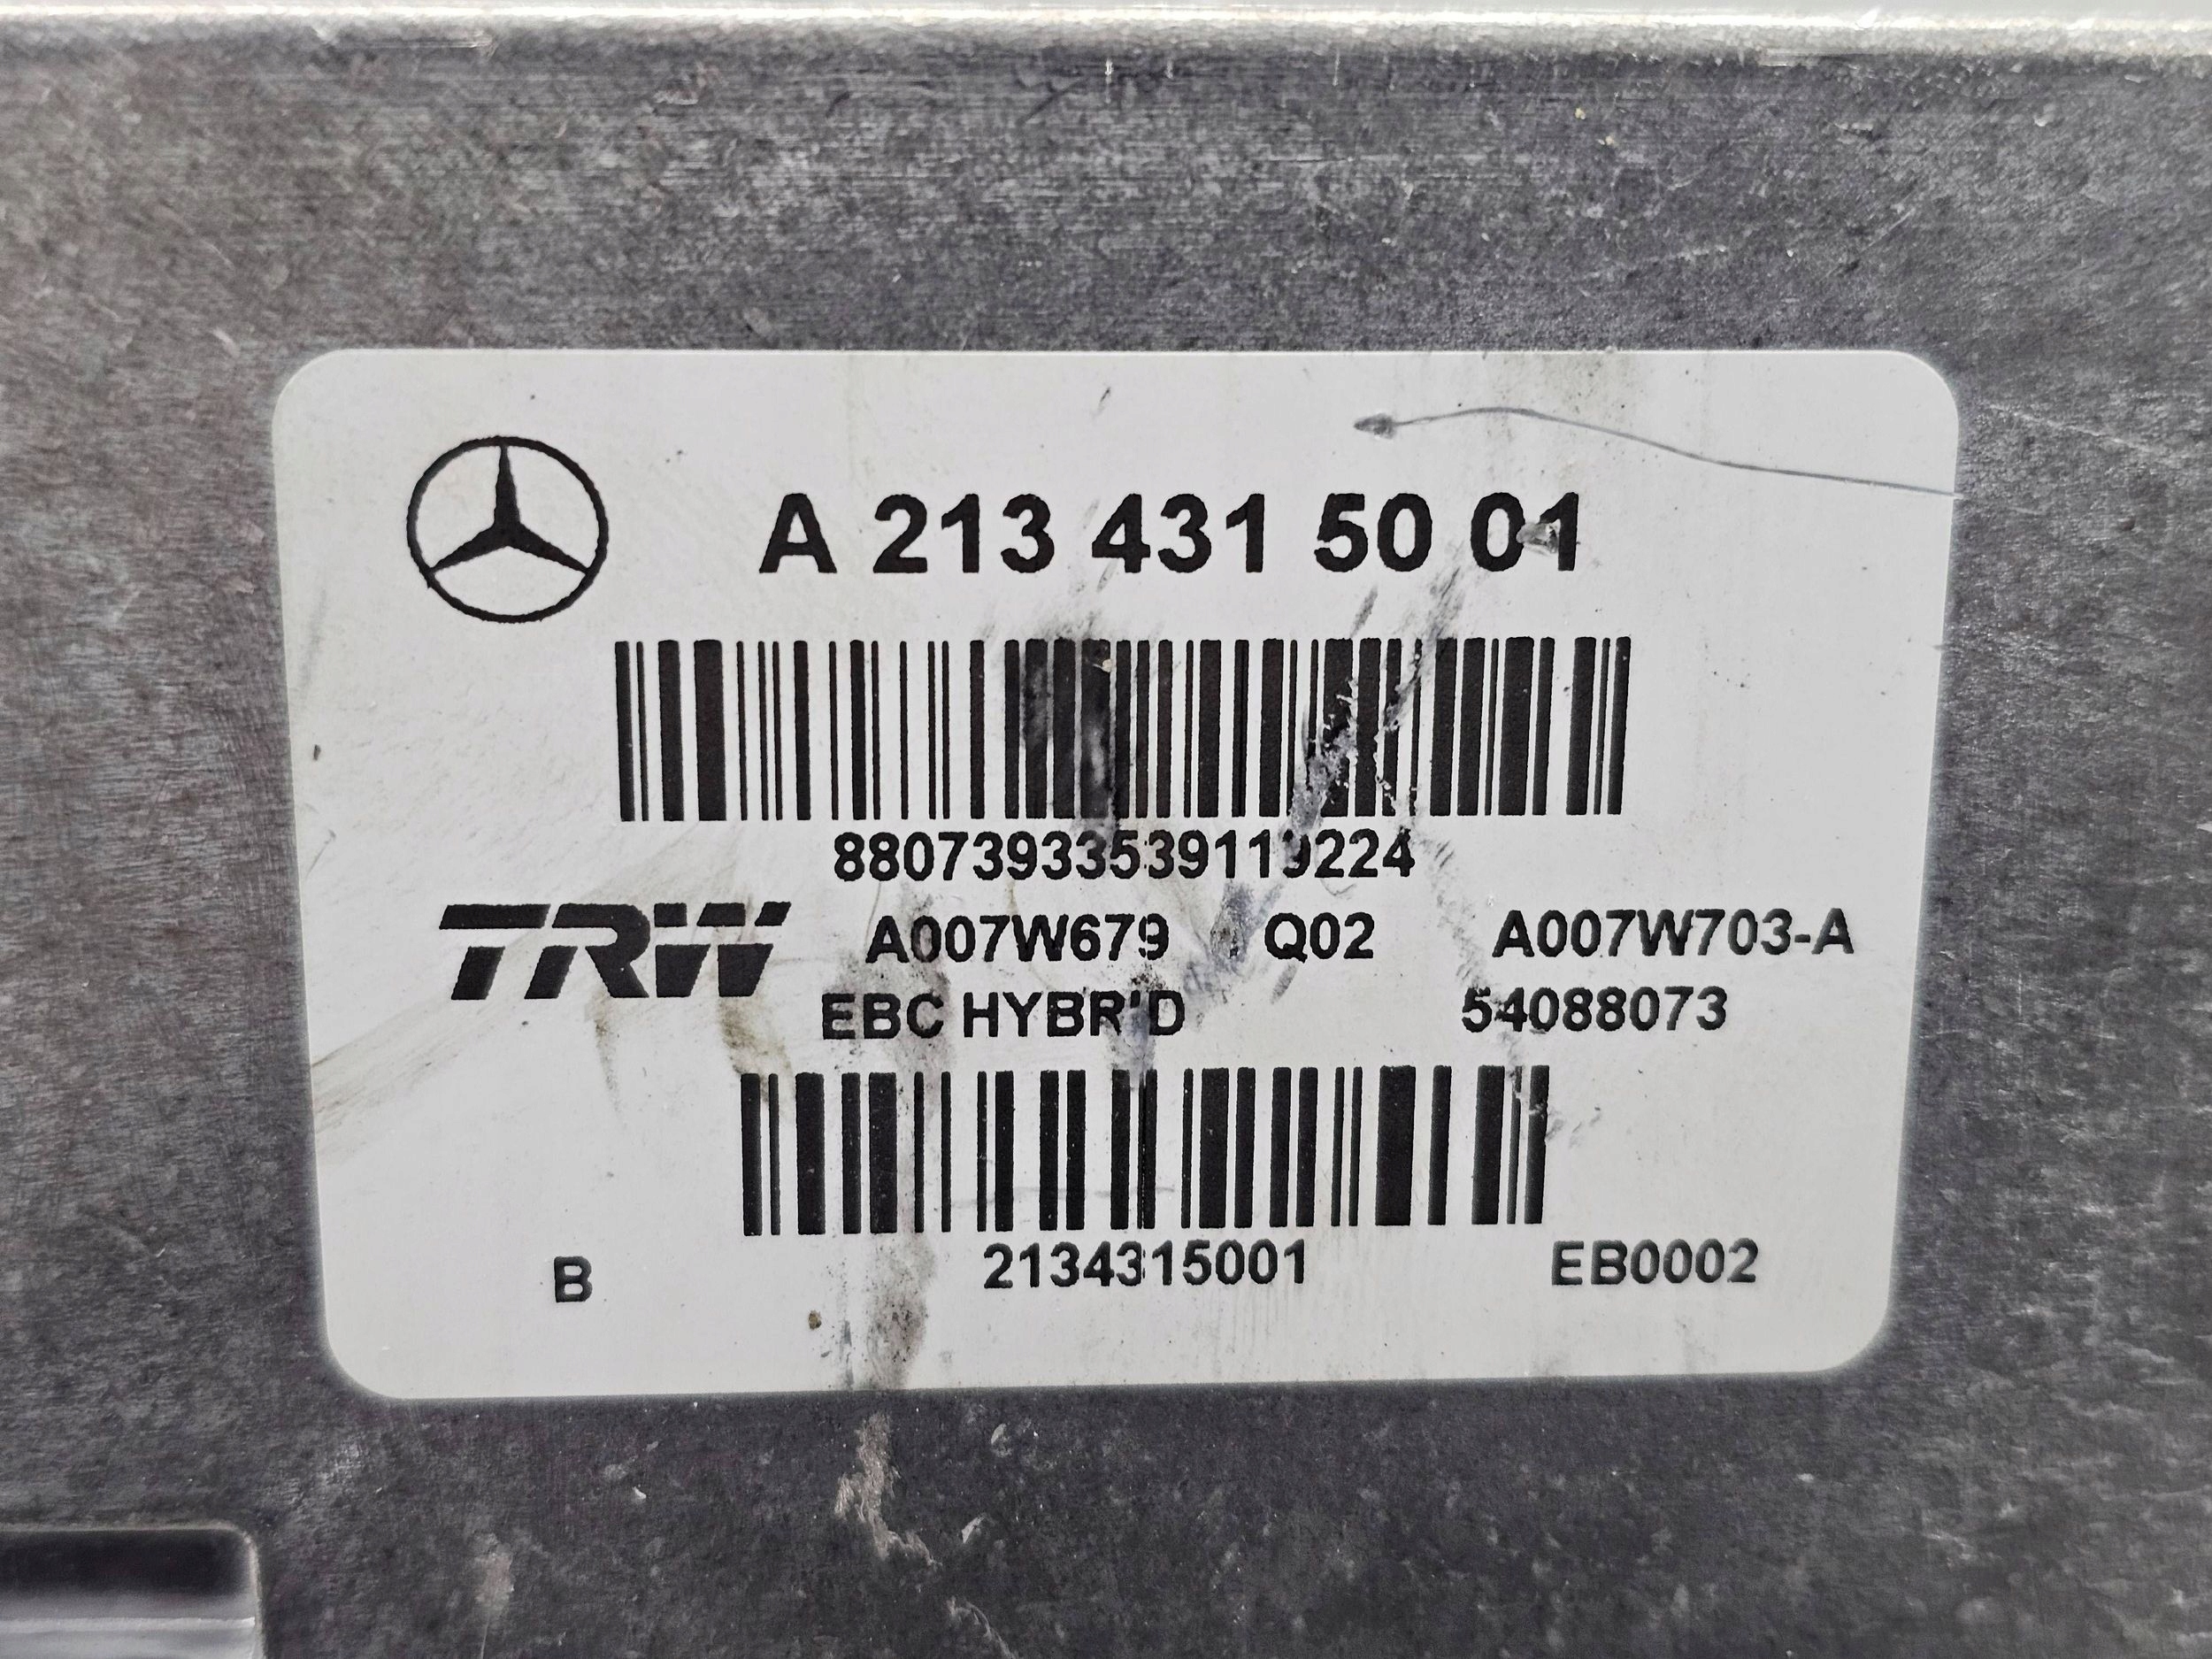 A 213 431 50 01
88073933539119224
TRW A007W679 Q02 A007W703-A
EBC HYBRID 54088073
B 2134315001 EB0002